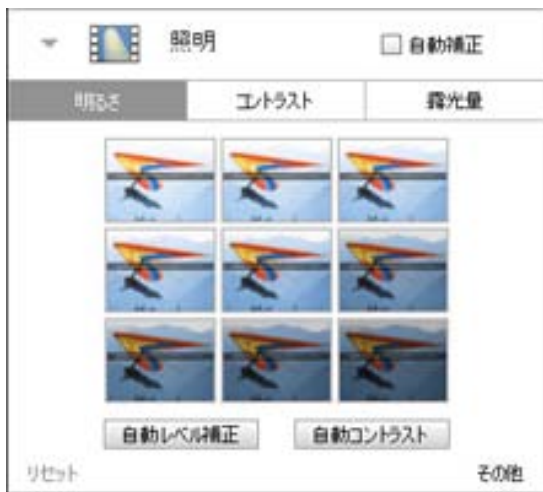 照明
自動補正
明るさ コントラスト 露光量
自動レベル補正 自動コントラスト
リセット その他